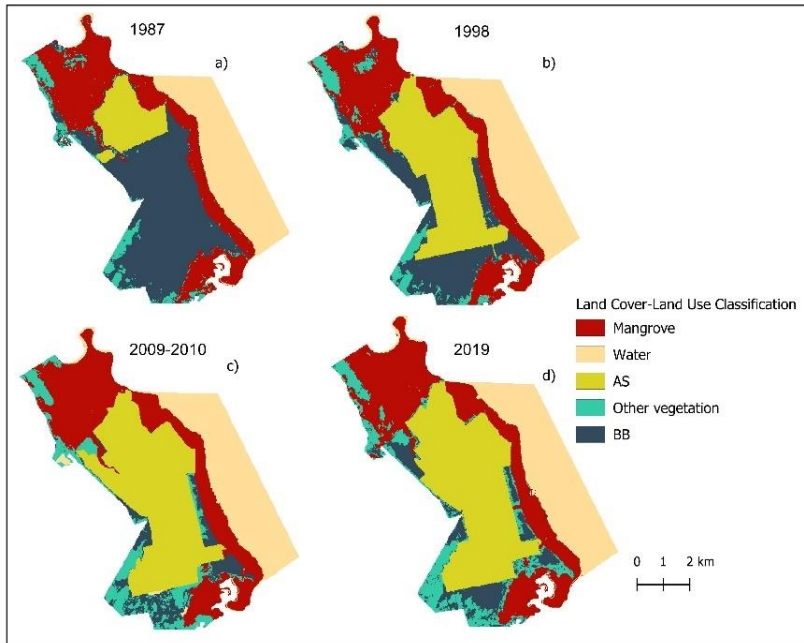 1987
a)
1998
b)
Land Cover-Land Use Classification
Mangrove
Water
AS
Other vegetation
BB
2009-2010
c)
2019
d)
0 1 2 km